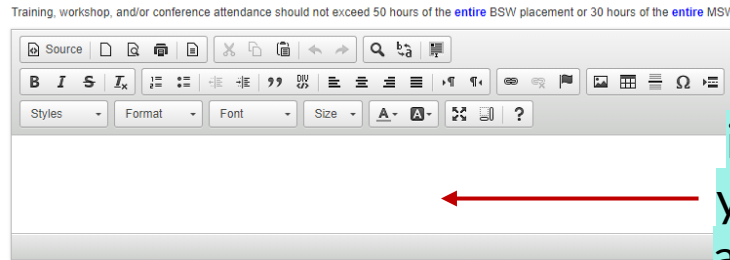 Training, workshop, and/or conference attendance should not exceed 50 hours of the entire BSW placement or 30 hours of the entire
Source
B I S Ix
Styles Format Font Size A A ?